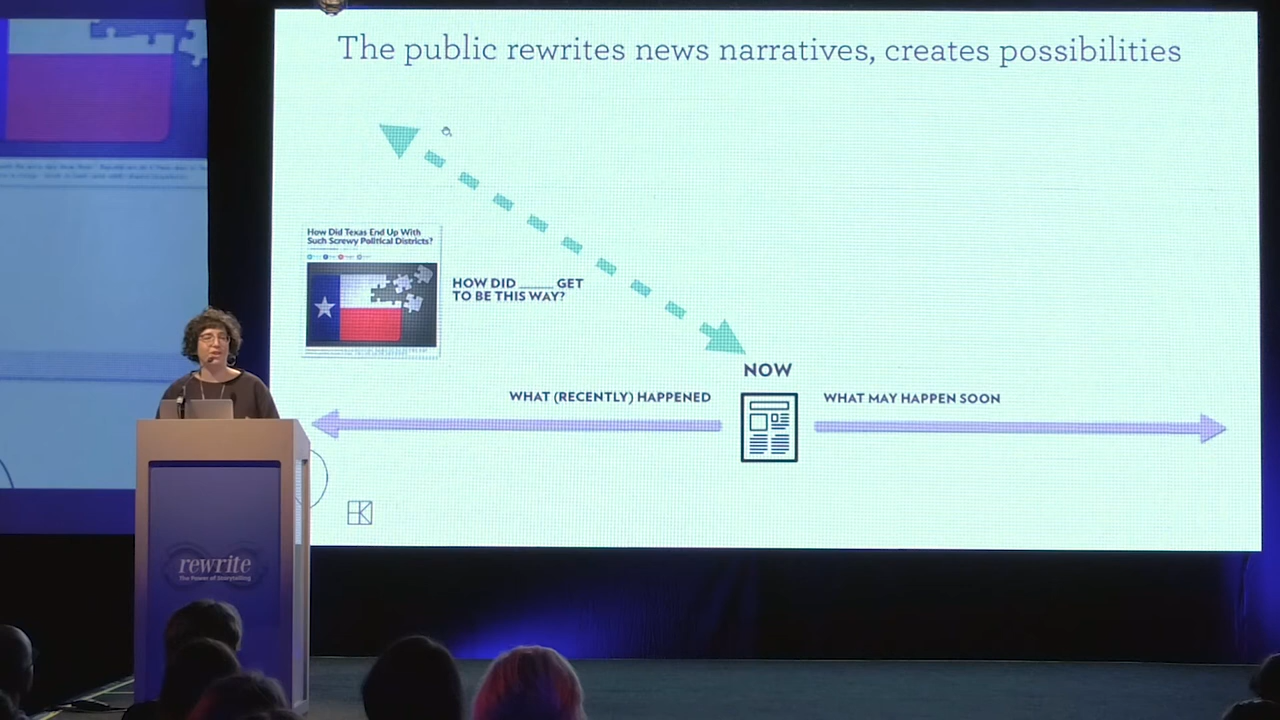 The public rewrites news narratives, creates possibilities
How Did Texas End Up With
Such Screwy Political Districts?
HOW DID _____ GET
TO BE THIS WAY?
NOW
WHAT (RECENTLY) HAPPENED
WHAT MAY HAPPEN SOON
rewrite
The Power of Storytelling